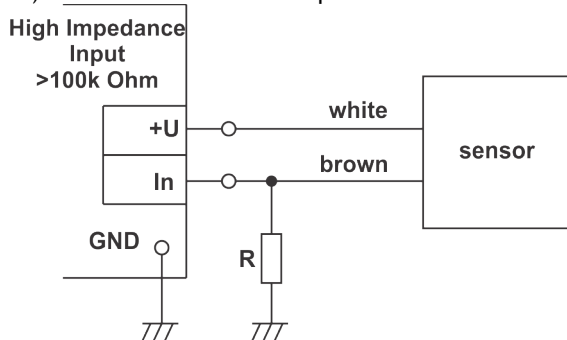 High Impedance
Input
>100k Ohm
+U
white
sensor
In
brown
GND
R